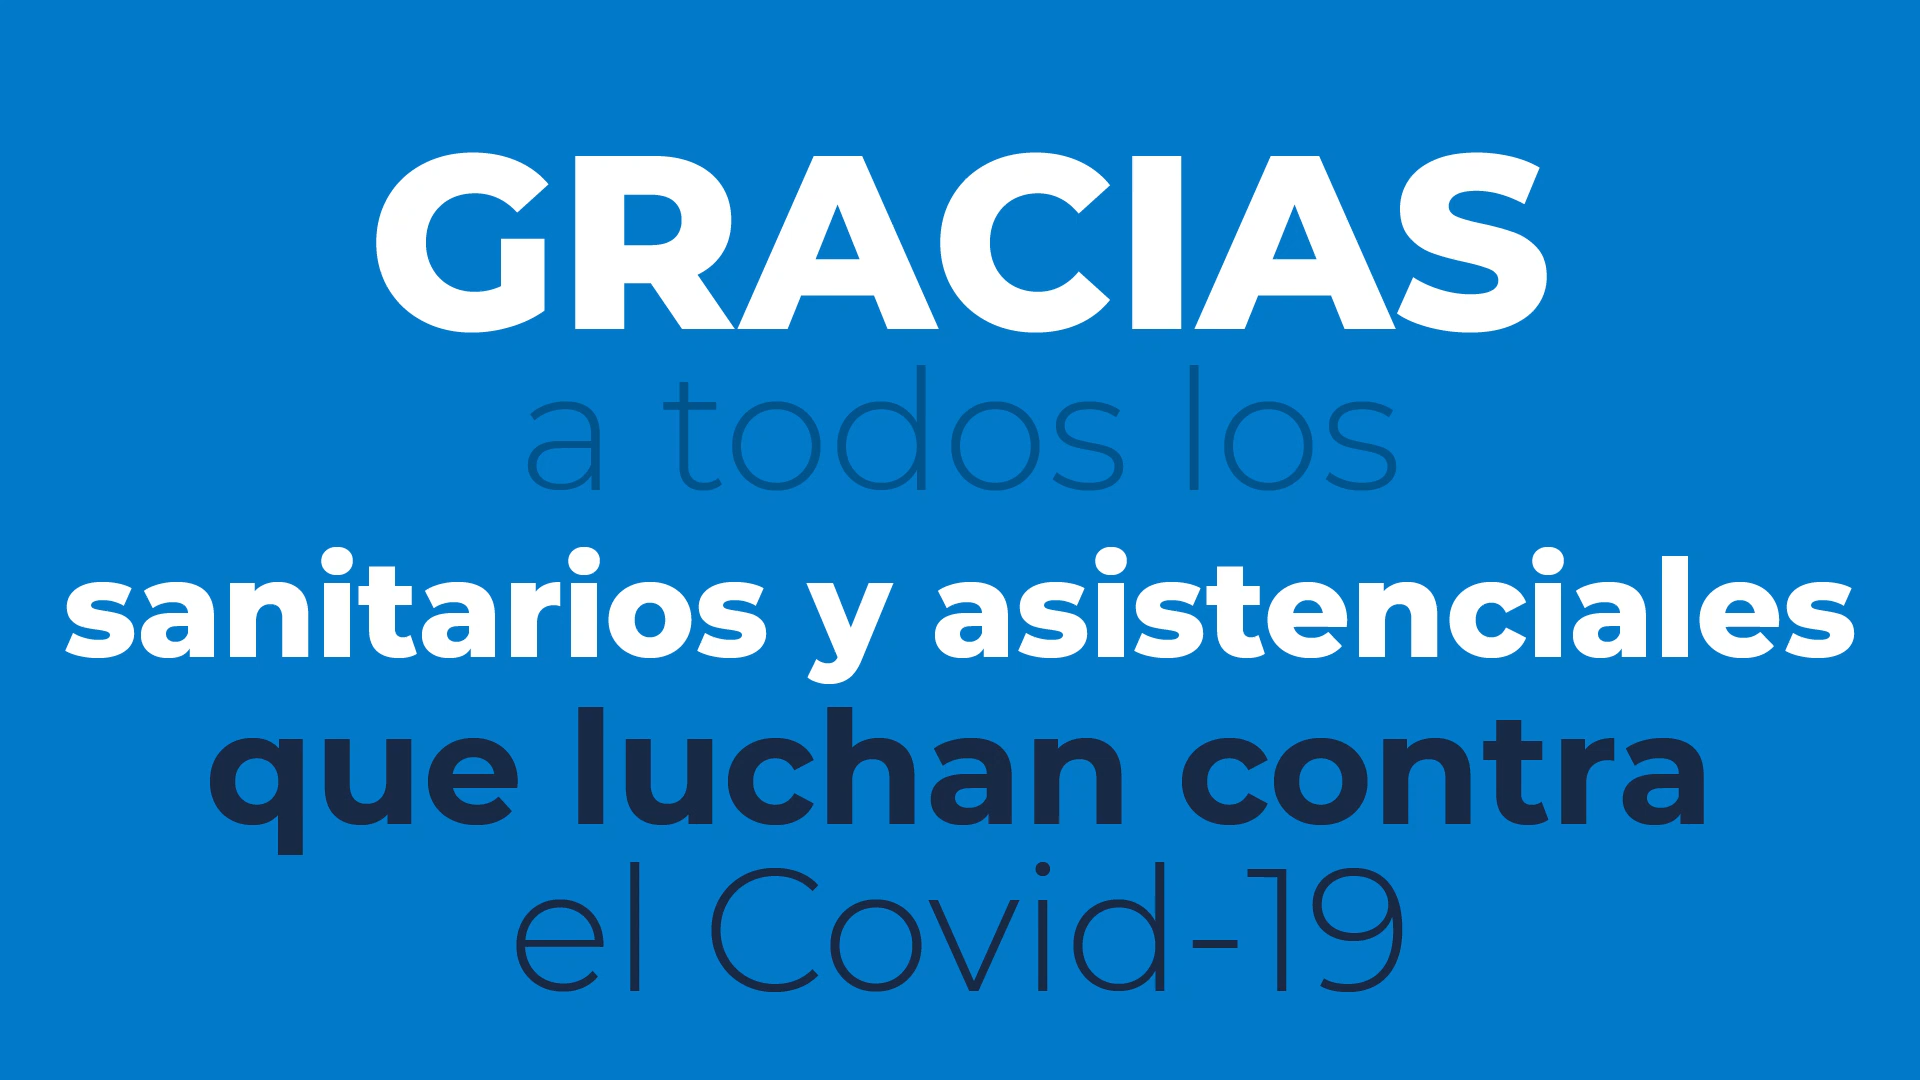 GRACIAS
a todos los
sanitarios y asistenciales
que luchan contra
el Covid-19